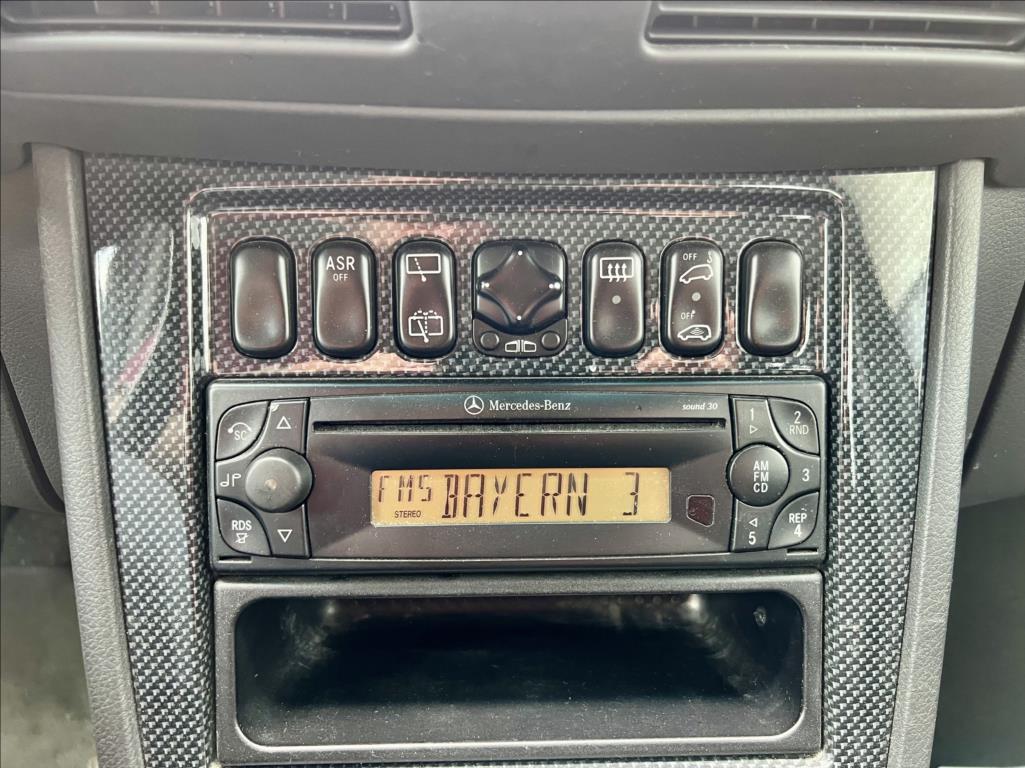 ASR
OFF
OFF
OFF
Mercedes-Benz
sound 30
SC
1
2
RND
FM5 BAYERN 3
STEREO
AM
FM
CD
3
RDS
5
REP
4